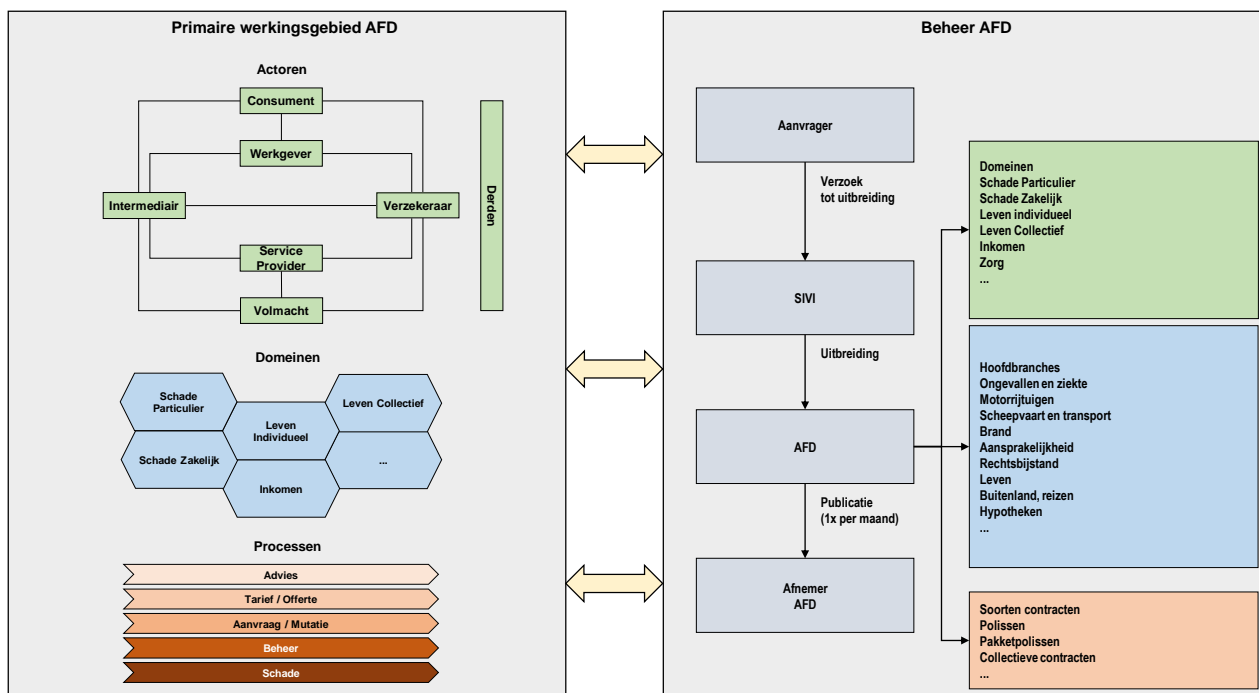 Primaire werkingsgebied AFD
Actoren
Consument
Werkgever
Intermediair
Verzekeraar
Service
Provider
Volmacht
Derden
Domeinen
Schade
Particulier
Leven Collectief
Leven
Individueel
Schade Zakelijk
...
Inkomen
Processen
Advies
Tarief / Offerte
Aanvraag / Mutatie
Beheer
Schade
Beheer AFD
Aanvrager
Verzoek
tot uitbreiding
SIVI
Uitbreiding
AFD
Publicatie
(1x per maand)
Afnemer
AFD
Domeinen
Schade Particulier
Schade Zakelijk
Leven individueel
Leven Collectief
Inkomen
Zorg
...
Hoofdbranches
Ongevallen en ziekte
Motorrijtuigen
Scheepvaart en transport
Brand
Aansprakelijkheid
Rechtsbijstand
Leven
Buitenland, reizen
Hypotheken
...
Soorten contracten
Polissen
Pakketpolissen
Collectieve contracten
...